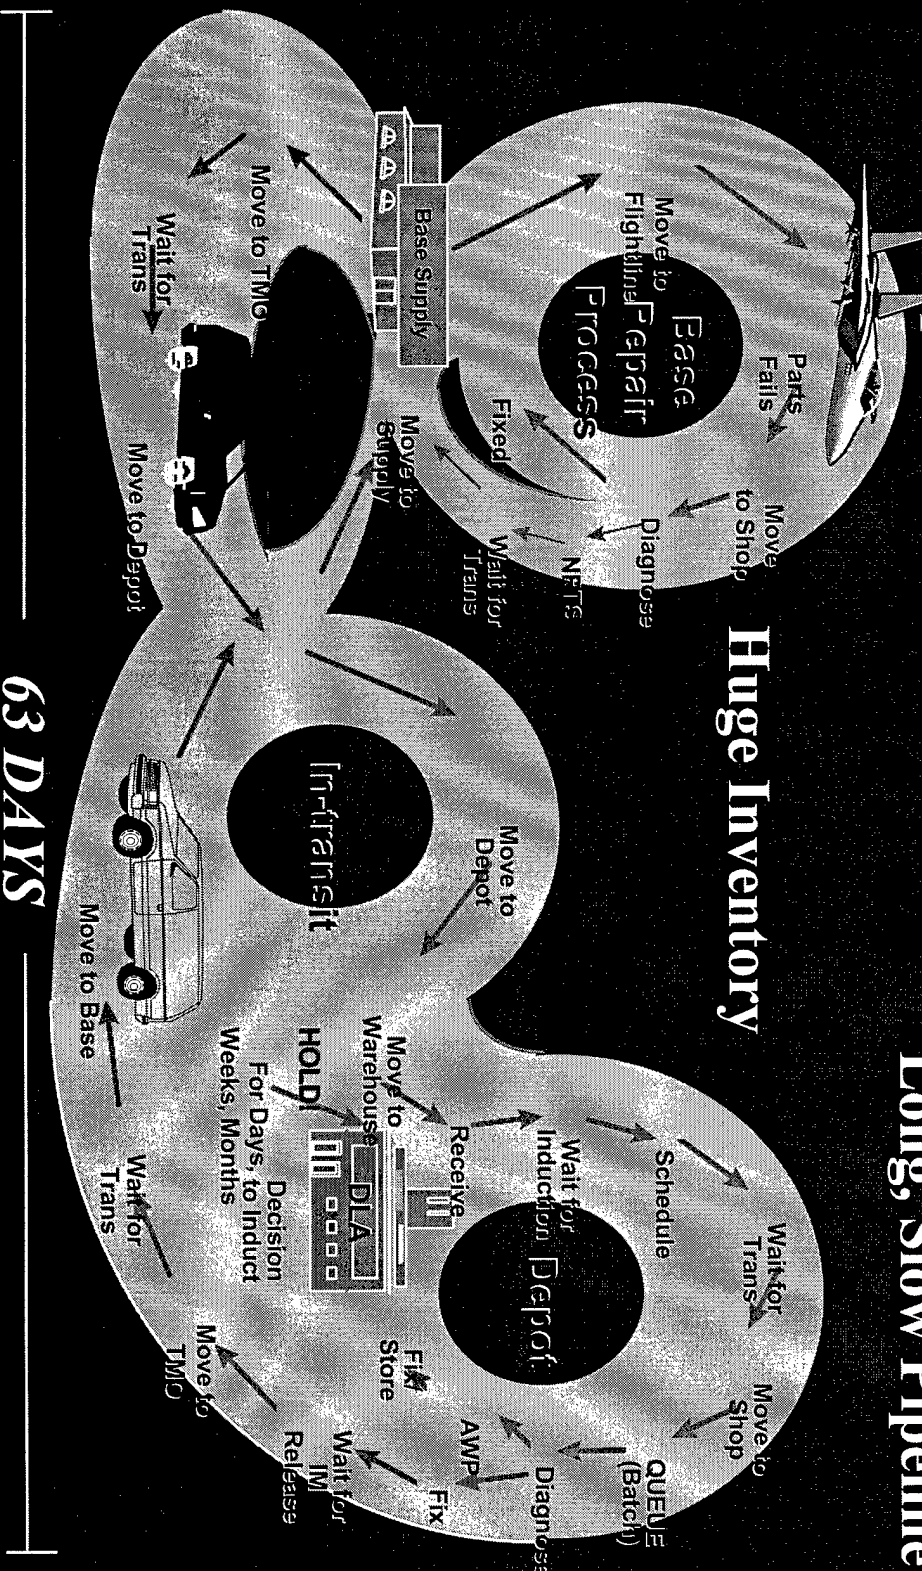 Long, Slow Pipeline
Huge Inventory
Parts
Fails
Move
to Shop
Diagnose
NRTS
Wait for
Trans
Base
Repair
Process
Move to
Flightline
Fixed
Base Supply
Move to
Supply
Move to TMO
Wait for
Trans
Move to Depot
In-transit
Move to
Depot
Move to
Warehouse
Receive
Wait for
Induction
Schedule
Wait for
Trans
Move to
Shop
QUEUE
(Batch)
Diagnose
AWP
Fix
Fix/
Store
Depot
DLA
HOLD!
Decision
For Days, to Induct
Weeks, Months
Wait for
IM
Release
Move to
TMO
Wait for
Trans
Move to Base
63 DAYS